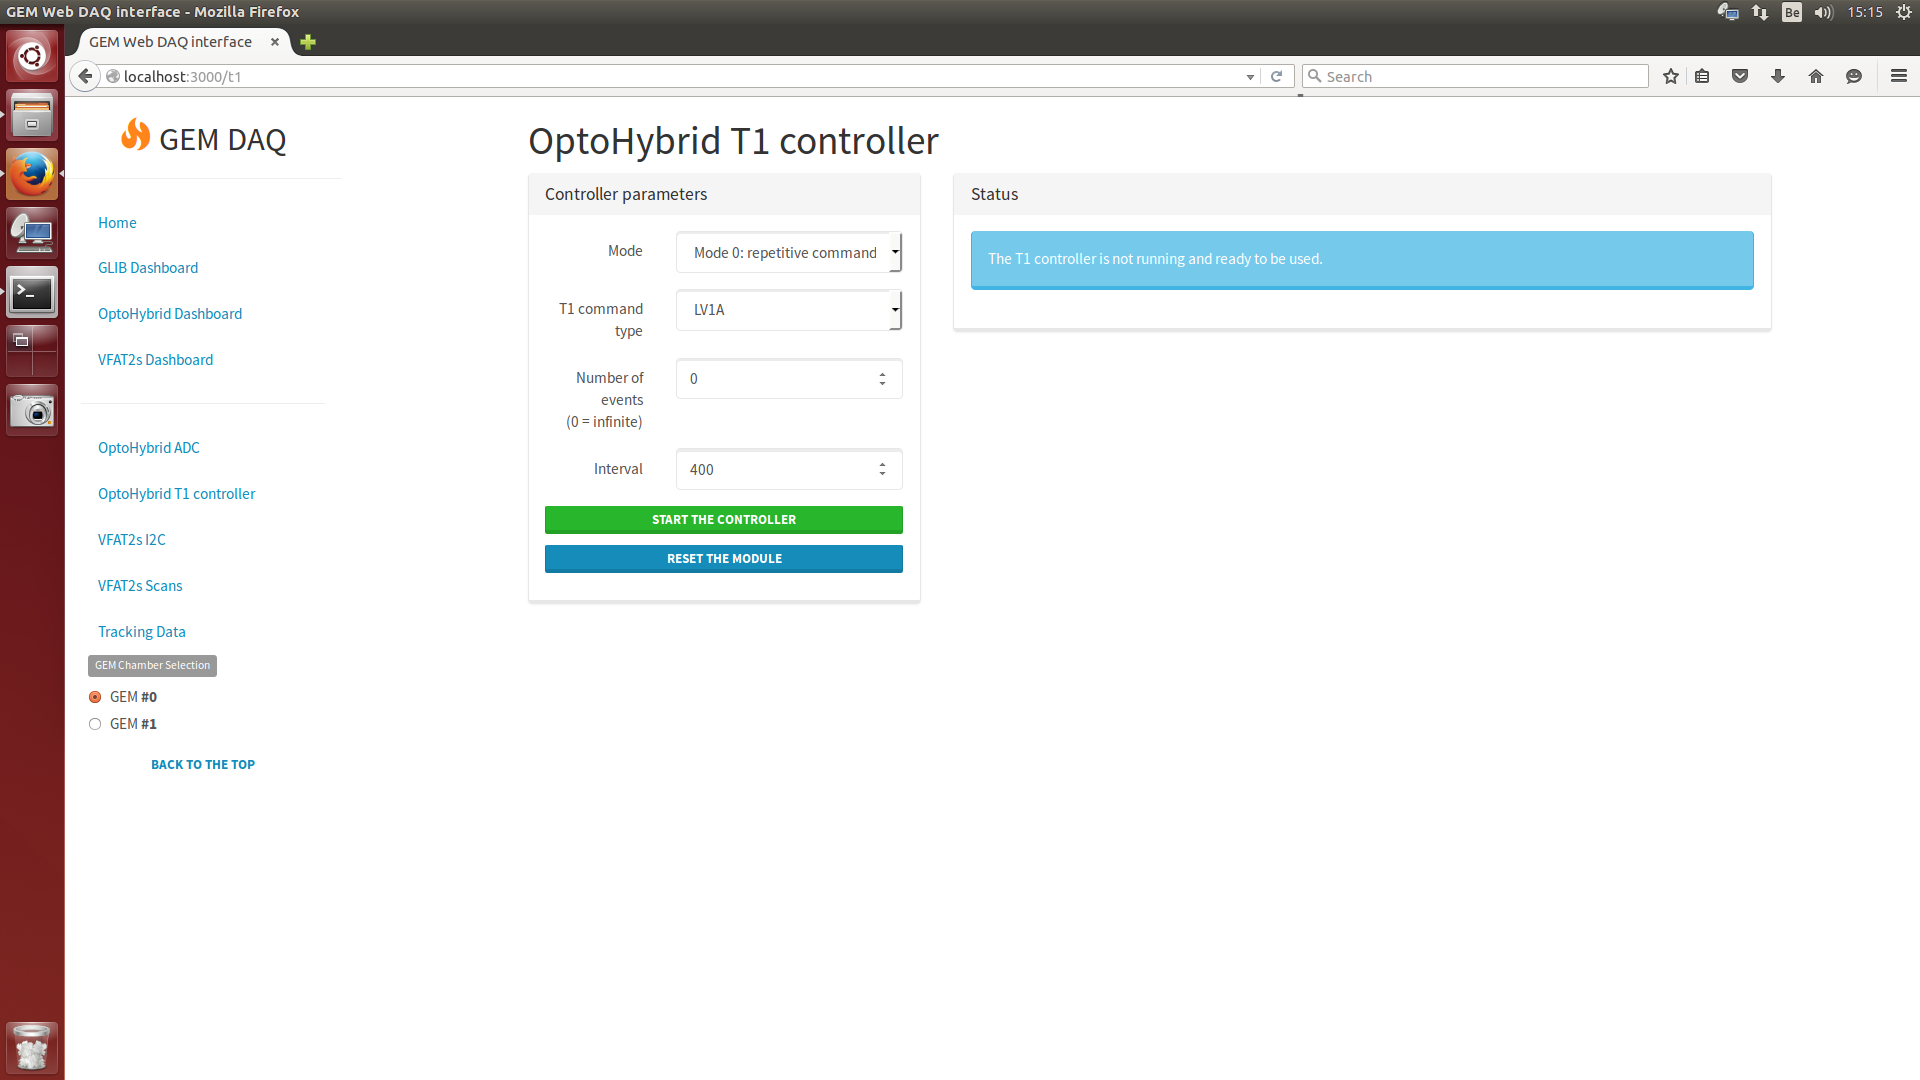 GEM Web DAQ interface - Mozilla Firefox
Be
15:15
GEM Web DAQ interface
localhost:3000/t1
Search
GEM DAQ
Home
GLIB Dashboard
OptoHybrid Dashboard
VFAT2s Dashboard
OptoHybrid ADC
OptoHybrid T1 controller
VFAT2s I2C
VFAT2s Scans
Tracking Data
GEM Chamber Selection
GEM #0
GEM #1
BACK TO THE TOP
OptoHybrid T1 controller
Controller parameters
Mode
Mode 0: repetitive command
T1 command
type
LV1A
Number of
events
(0 = infinite)
0
Interval
400
START THE CONTROLLER
RESET THE MODULE
Status
The T1 controller is not running and ready to be used.